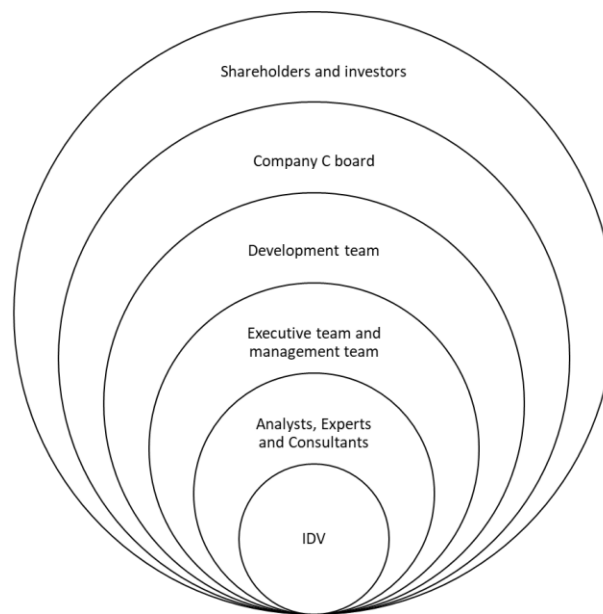 Shareholders and investors
Company C board
Development team
Executive team and
management team
Analysts, Experts
and Consultants
IDV